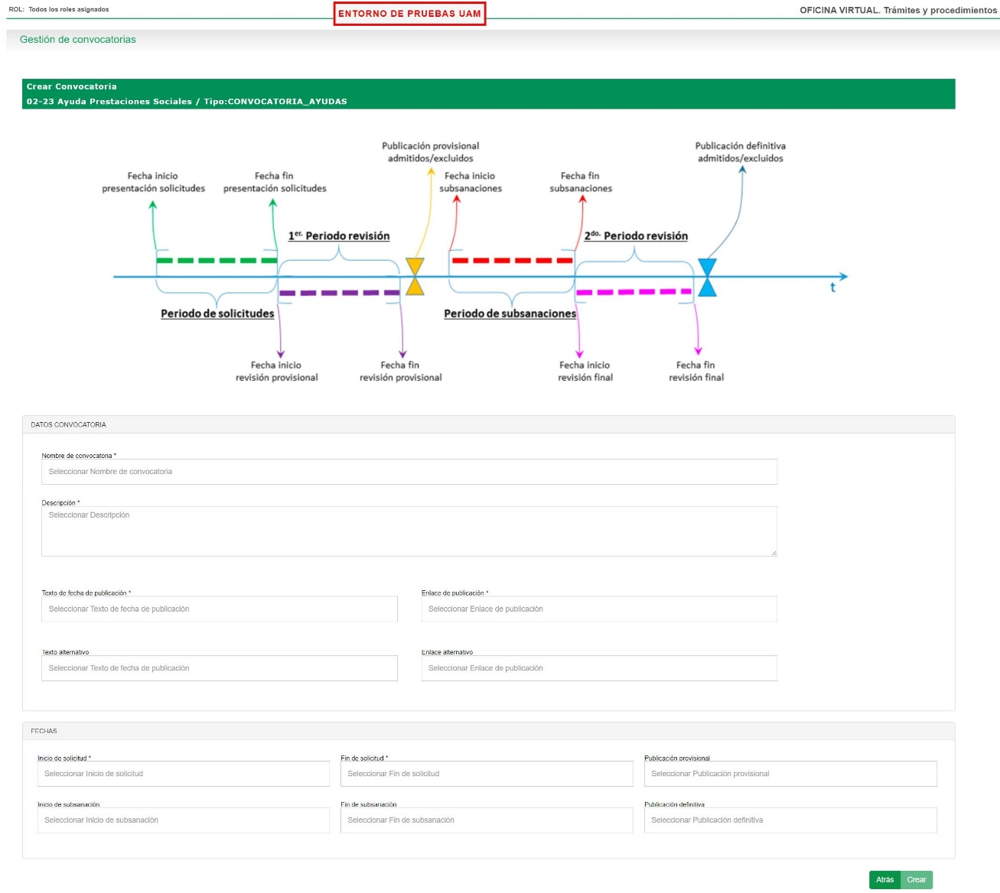 ROL: Todos los roles asignados
ENTORNO DE PRUEBAS UAM
OFICINA VIRTUAL. Trámites y procedimientos
Gestión de convocatorias
Crear Convocatoria
02-23 Ayuda Prestaciones Sociales / Tipo:CONVOCATORIA_AYUDAS
Publicación provisional
admitidos/excluidos
Publicación definitiva
admitidos/excluidos
Fecha inicio
presentación solicitudes
Fecha fin
presentación solicitudes
Fecha inicio
subsanaciones
Fecha fin
subsanaciones
1er. Periodo revisión
2do. Periodo revisión
t
Periodo de solicitudes
Periodo de subsanaciones
Fecha inicio
revisión provisional
Fecha fin
revisión provisional
Fecha inicio
revisión final
Fecha fin
revisión final
DATOS CONVOCATORIA
Nombre de convocatoria *
Seleccionar Nombre de convocatoria
Descripción *
Seleccionar Descripción
Texto de fecha de publicación *
Enlace de publicación *
Seleccionar Texto de fecha de publicación
Seleccionar Enlace de publicación
Texto alternativo
Enlace alternativo
Seleccionar Texto de fecha de publicación
Seleccionar Enlace de publicación
FECHAS
Inicio de solicitud *
Fin de solicitud *
Publicación provisional
Seleccionar Inicio de solicitud
Seleccionar Fin de solicitud
Seleccionar Publicación provisional
Inicio de subsanación
Fin de subsanación
Publicación definitiva
Seleccionar Inicio de subsanación
Seleccionar Fin de subsanación
Seleccionar Publicación definitiva
Atrás
Crear